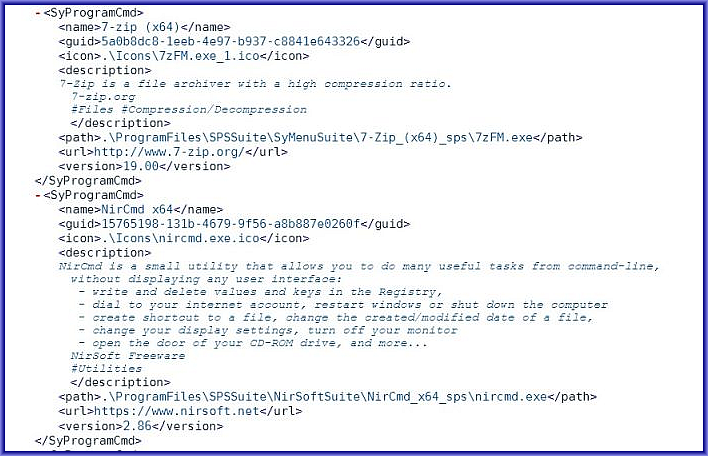 -<SyProgramCmd>
<name>7-zip (x64)</name>
<guid>5a0b8dc8-1eeb-4e97-b937-c8841e643326</guid>
<icon>.\Icons\7zFM.exe_1.ico</icon>
<description>
7-Zip is a file archiver with a high compression ratio.
7-zip.org
#Files #Compression/Decompression
</description>
<path>.\ProgramFiles\SPSSuite\SyMenuSuite\7-Zip_(x64)_sps\7zFM.exe</path>
<url>http://www.7-zip.org/</url>
<version>19.00</version>
</SyProgramCmd>
-<SyProgramCmd>
<name>NirCmd x64</name>
<guid>15765198-131b-4679-9f56-a8b887e0260f</guid>
<icon>.\Icons\nircmd.exe.ico</icon>
<description>
NirCmd is a small utility that allows you to do many useful tasks from command-line,
without displaying any user interface:
- write and delete values and keys in the Registry,
- dial to your internet account, restart windows or shut down the computer
- create shortcut to a file, change the created/modified date of a file,
- change your display settings, turn off your monitor
- open the door of your CD-ROM drive, and more...
NirSoft Freeware
#Utilities
</description>
<path>.\ProgramFiles\SPSSuite\NirSoftSuite\NirCmd_x64_sps\nircmd.exe</path>
<url>https://www.nirsoft.net</url>
<version>2.86</version>
</SyProgramCmd>